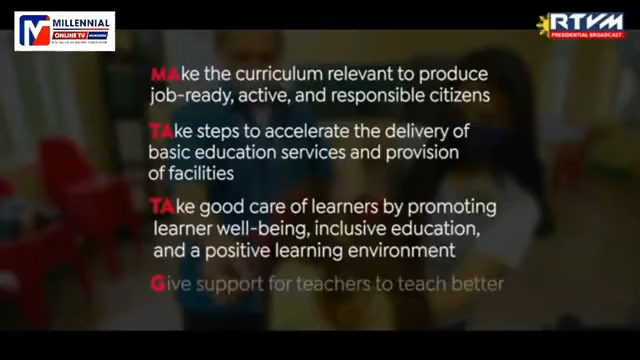 MILLENNIAL
ONLINE TV
RTVM
PRESIDENTIAL BROADCAST
MAke the curriculum relevant to produce
job-ready, active, and responsible citizens
TAke steps to accelerate the delivery of
basic education services and provision
of facilities
TAke good care of learners by promoting
learner well-being, inclusive education,
and a positive learning environment
Give support for teachers to teach better